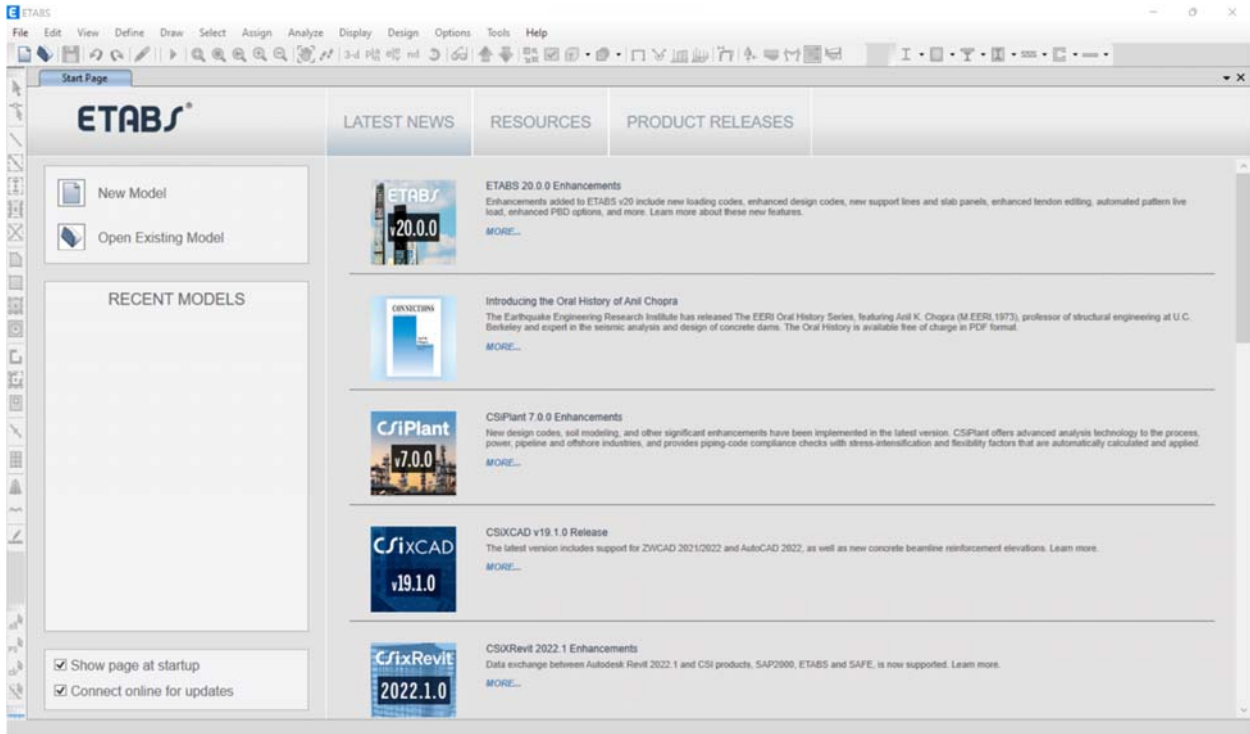 ETABS
File Edit View Define Draw Select Assign Analyze Display Design Options Tools Help
Start Page
ETABS®
LATEST NEWS RESOURCES PRODUCT RELEASES
New Model
Open Existing Model
RECENT MODELS
Show page at startup
Connect online for updates
ETABS
v20.0.0
ETABS 20.0.0 Enhancements
Enhancements added to ETABS v20 include new loading codes, enhanced design codes, new support lines and slab panels, enhanced tendon editing, automated pattern live
load, enhanced PBD options, and more. Learn more about these new features.
MORE...
CONNECTIONS
Introducing the Oral History of Anil Chopra
The Earthquake Engineering Research Institute has released The EERI Oral History Series, featuring Anil K. Chopra (M.EERI,1973), professor of structural engineering at U.C.
Berkeley and expert in the seismic analysis and design of concrete dams. The Oral History is available free of charge in PDF format.
MORE...
CSiPlant
v7.0.0
CSiPlant 7.0.0 Enhancements
New design codes, soil modeling, and other significant enhancements have been implemented in the latest version. CSiPlant offers advanced analysis technology to the process,
power, pipeline and offshore industries, and provides piping-code compliance checks with stress-intensification and flexibility factors that are automatically calculated and applied.
MORE...
CSiXCAD
v19.1.0
CSiXCAD v19.1.0 Release
The latest version includes support for ZWCAD 2021/2022 and AutoCAD 2022, as well as new concrete beamline reinforcement elevations. Learn more.
MORE...
CSixRevit
2022.1.0
CSiXRevit 2022.1 Enhancements
Data exchange between Autodesk Revit 2022.1 and CSI products, SAP2000, ETABS and SAFE, is now supported. Learn more.
MORE...